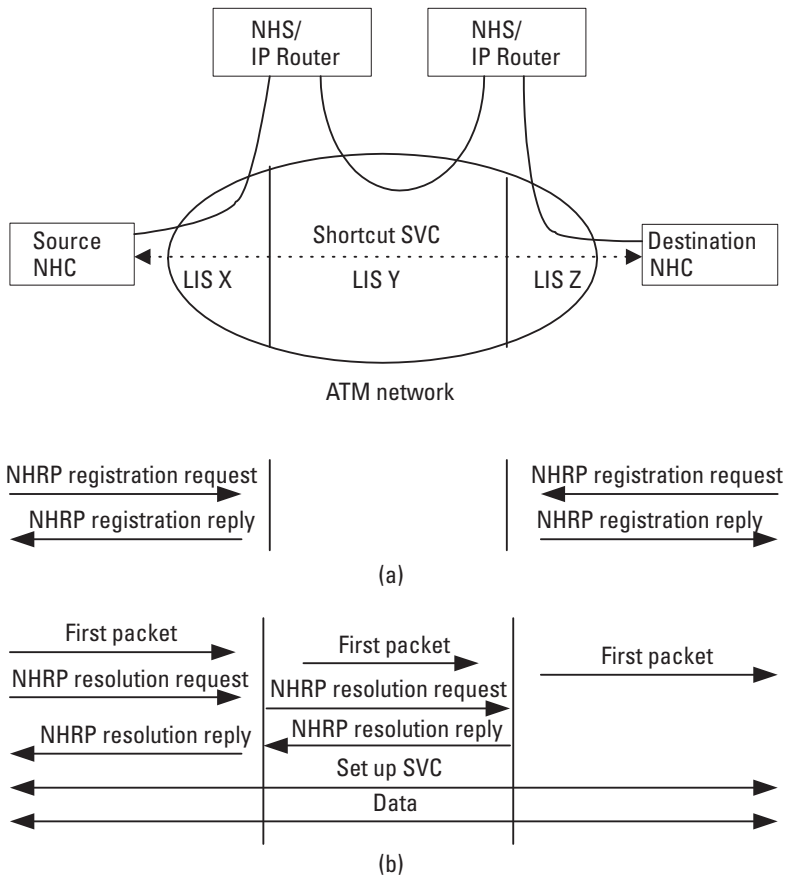 NHS/
IP Router
NHS/
IP Router
Source
NHC
Shortcut SVC
Destination
NHC
LIS X
LIS Y
LIS Z
ATM network
NHRP registration request
NHRP registration request
NHRP registration reply
NHRP registration reply
(a)
First packet
First packet
First packet
NHRP resolution request
NHRP resolution request
NHRP resolution reply
NHRP resolution reply
Set up SVC
Data
(b)